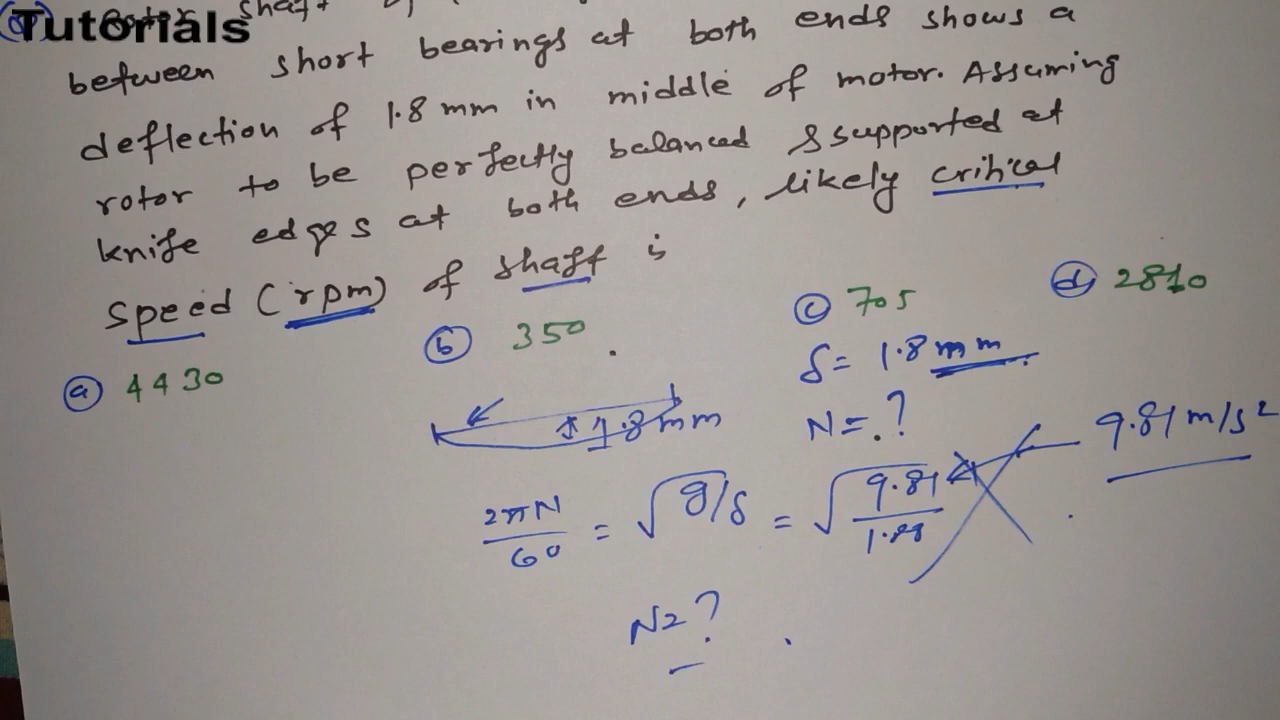 Tutorials
shaft
between short bearings at both ends shows a
deflection of 1.8 mm in middle of motor. Assuming
rotor to be perfectly balanced & supported at
knife edges at both ends, likely critical
speed (rpm) of shaft is
(a) 4430 (b) 350 (c) 705 (d) 2810
δ = 1.8 mm
1.8 mm
N = ?
9.81 m/s²
2πN/60 = √g/δ = √9.81/
N = ?